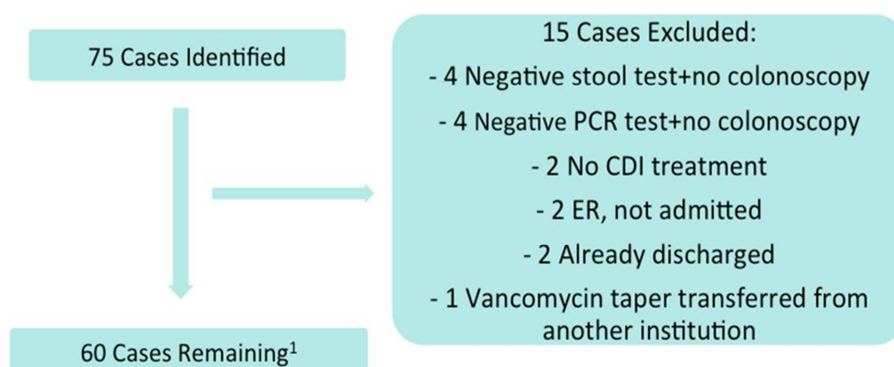 75 Cases Identified
15 Cases Excluded:
- 4 Negative stool test+no colonoscopy
- 4 Negative PCR test+no colonoscopy
- 2 No CDI treatment
- 2 ER, not admitted
- 2 Already discharged
- 1 Vancomycin taper transferred from
another institution
60 Cases Remaining¹